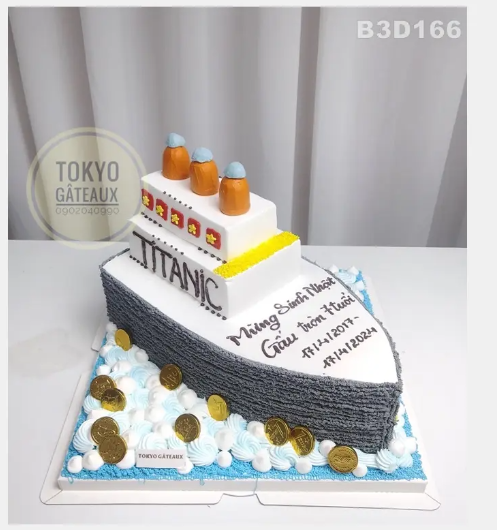 B3D166
TOKYO
GÂTEAUX
0902040990
TiTANiC
Mừng Sinh Nhật
Gấu tròn 7 tuổi
17/4/2017-
17/4/2024
TOKYO GÂTEAUX